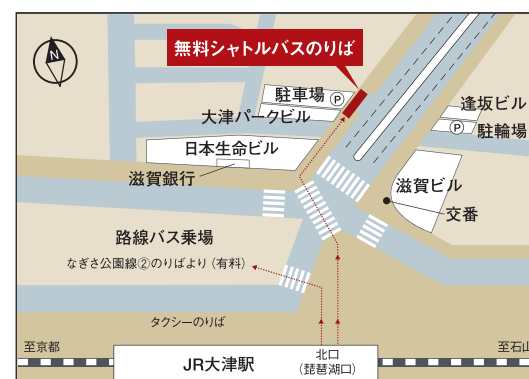 N
無料シャトルバスのりば
駐車場 P
大津パークビル
逢坂ビル
P 駐輪場
日本生命ビル
滋賀銀行
滋賀ビル
交番
路線バス乗場
なぎさ公園線②のりばより(有料)
タクシーのりば
至京都
至石山
JR大津駅
北口
(琵琶湖口)